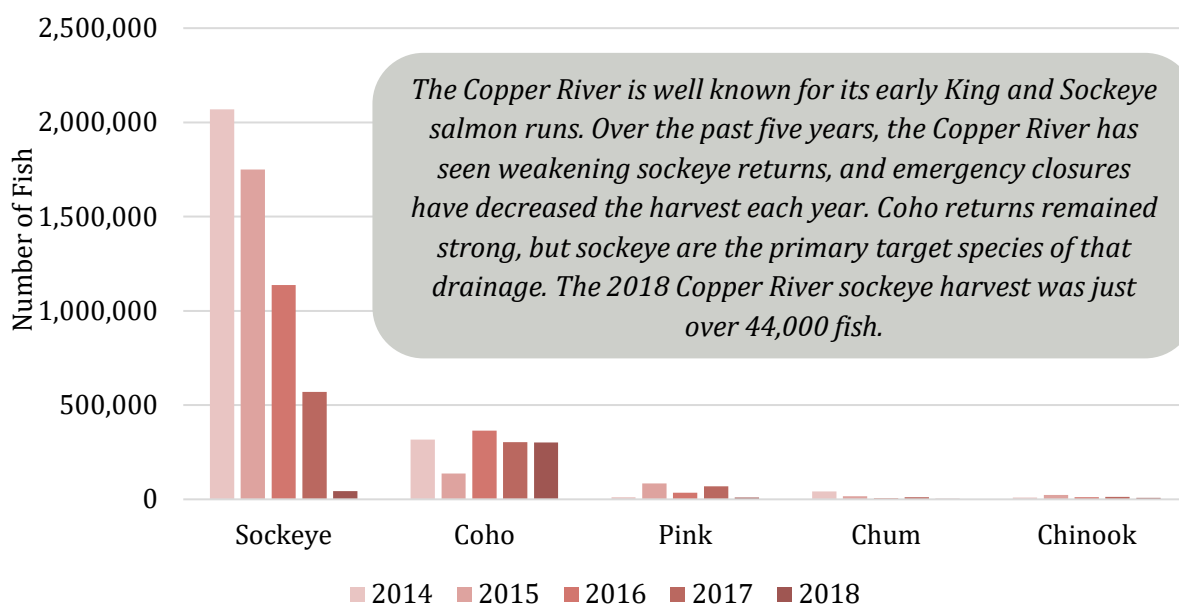 2,500,000
2,000,000
1,500,000
1,000,000
500,000
0
Number of Fish
The Copper River is well known for its early King and Sockeye
salmon runs. Over the past five years, the Copper River has
seen weakening sockeye returns, and emergency closures
have decreased the harvest each year. Coho returns remained
strong, but sockeye are the primary target species of that
drainage. The 2018 Copper River sockeye harvest was just
over 44,000 fish.
Sockeye Coho Pink Chum Chinook
2014 2015 2016 2017 2018